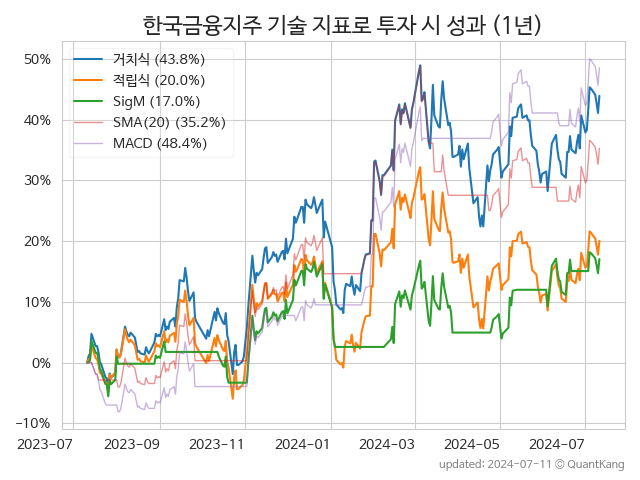 한국금융지주 기술 지표로 투자 시 성과 (1년)
50%
40%
30%
20%
10%
0%
−10%
거치식 (43.8%)
적립식 (20.0%)
SigM (17.0%)
SMA(20) (35.2%)
MACD (48.4%)
2023-07 2023-09 2023-11 2024-01 2024-03 2024-05 2024-07
updated: 2024-07-11 © QuantKang